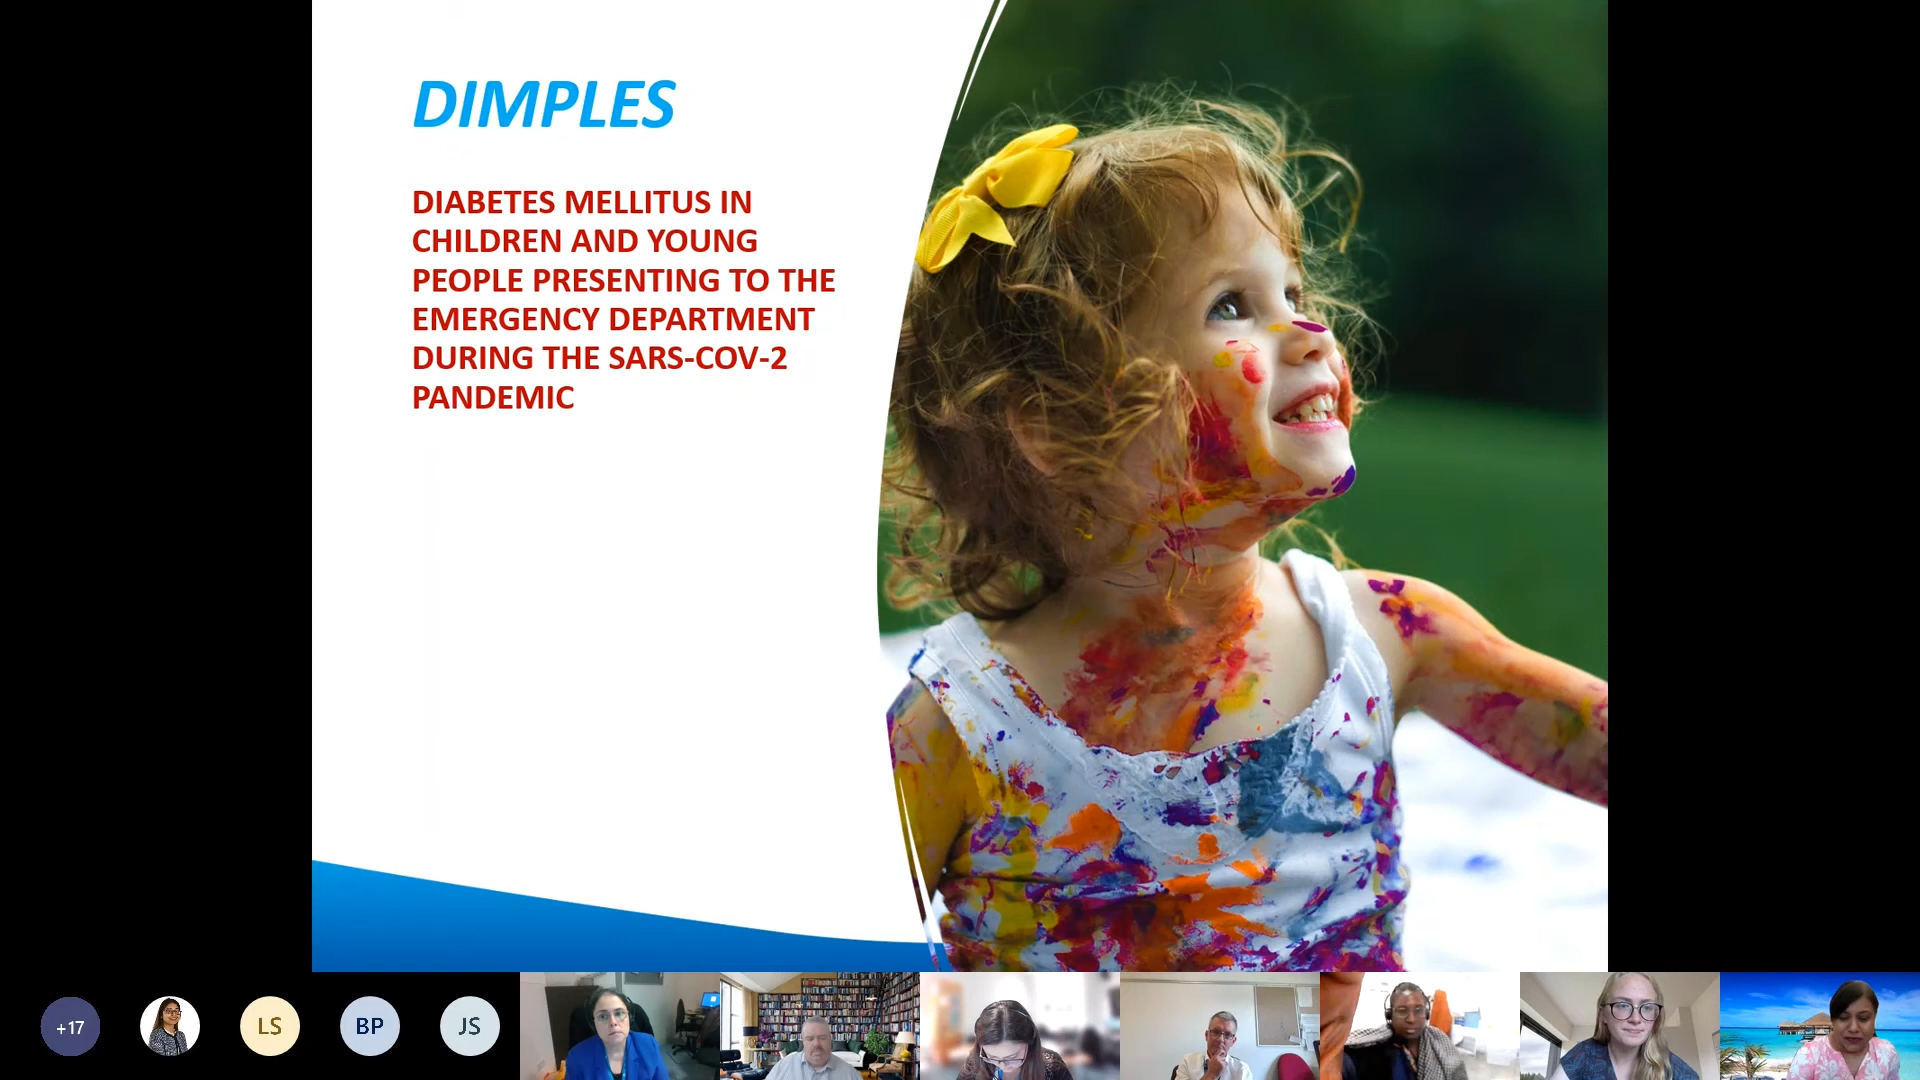 DIMPLES
DIABETES MELLITUS IN
CHILDREN AND YOUNG
PEOPLE PRESENTING TO THE
EMERGENCY DEPARTMENT
DURING THE SARS-COV-2
PANDEMIC
+17
LS
BP
JS